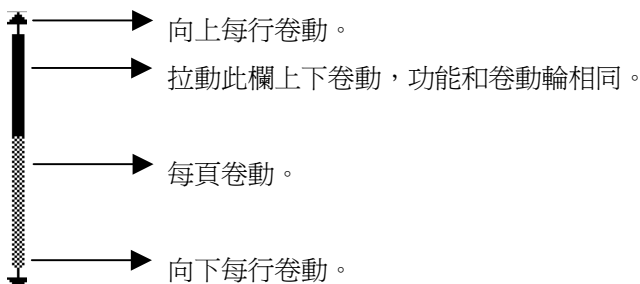 向上每行卷動。
拉動此欄上下卷動，功能和卷動輪相同。
每頁卷動。
向下每行卷動。